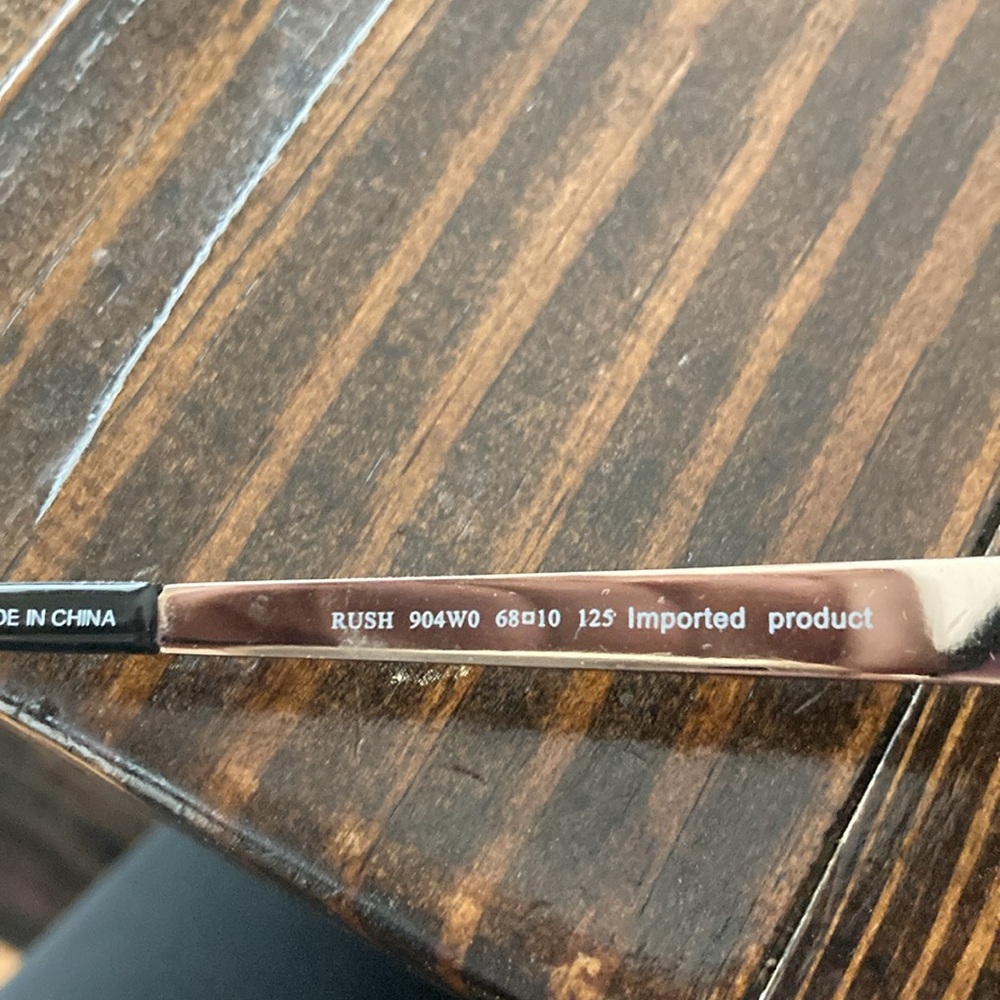 DE IN CHINA RUSH 904W0 68□10 125 Imported product